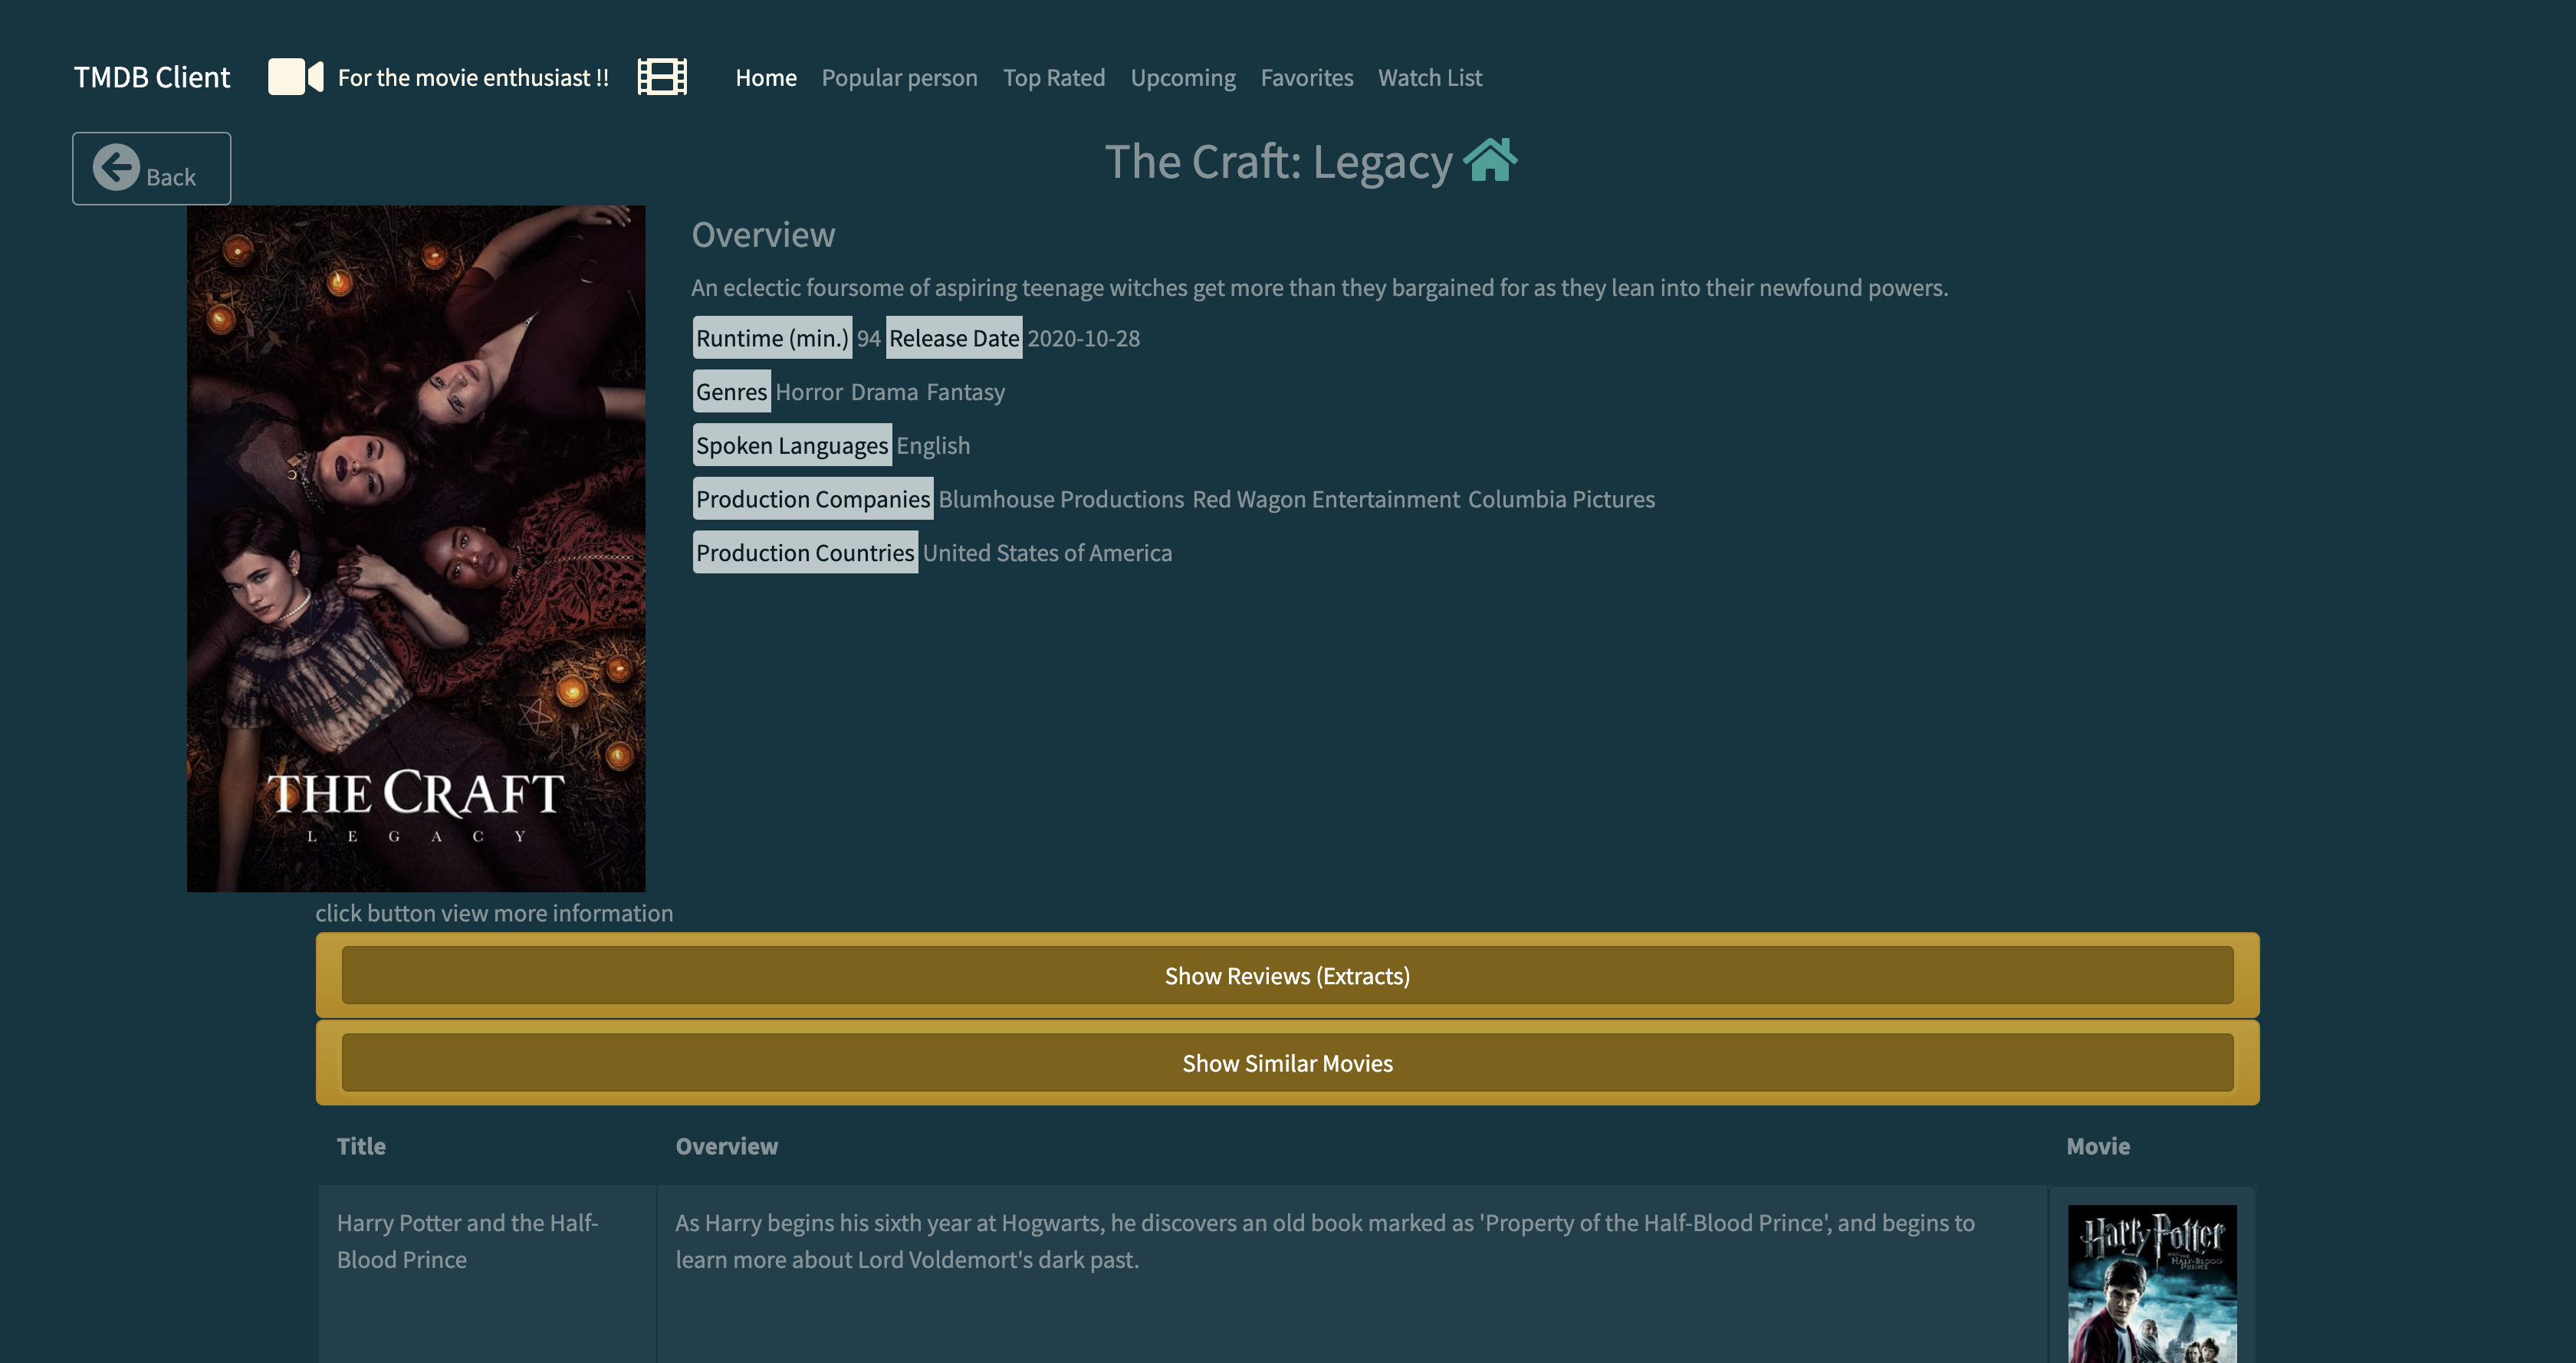 TMDB Client For the movie enthusiast !! Home Popular person Top Rated Upcoming Favorites Watch List
Back
The Craft: Legacy
Overview
An eclectic foursome of aspiring teenage witches get more than they bargained for as they lean into their newfound powers.
Runtime (min.) 94 Release Date 2020-10-28
Genres Horror Drama Fantasy
Spoken Languages English
Production Companies Blumhouse Productions Red Wagon Entertainment Columbia Pictures
Production Countries United States of America
THE CRAFT
LEGACY
click button view more information
Show Reviews (Extracts)
Show Similar Movies
Title Overview Movie
Harry Potter and the Half-
Blood Prince
As Harry begins his sixth year at Hogwarts, he discovers an old book marked as 'Property of the Half-Blood Prince', and begins to
learn more about Lord Voldemort's dark past.
Harry Potter
AND THE
HALF-BLOOD
PRINCE